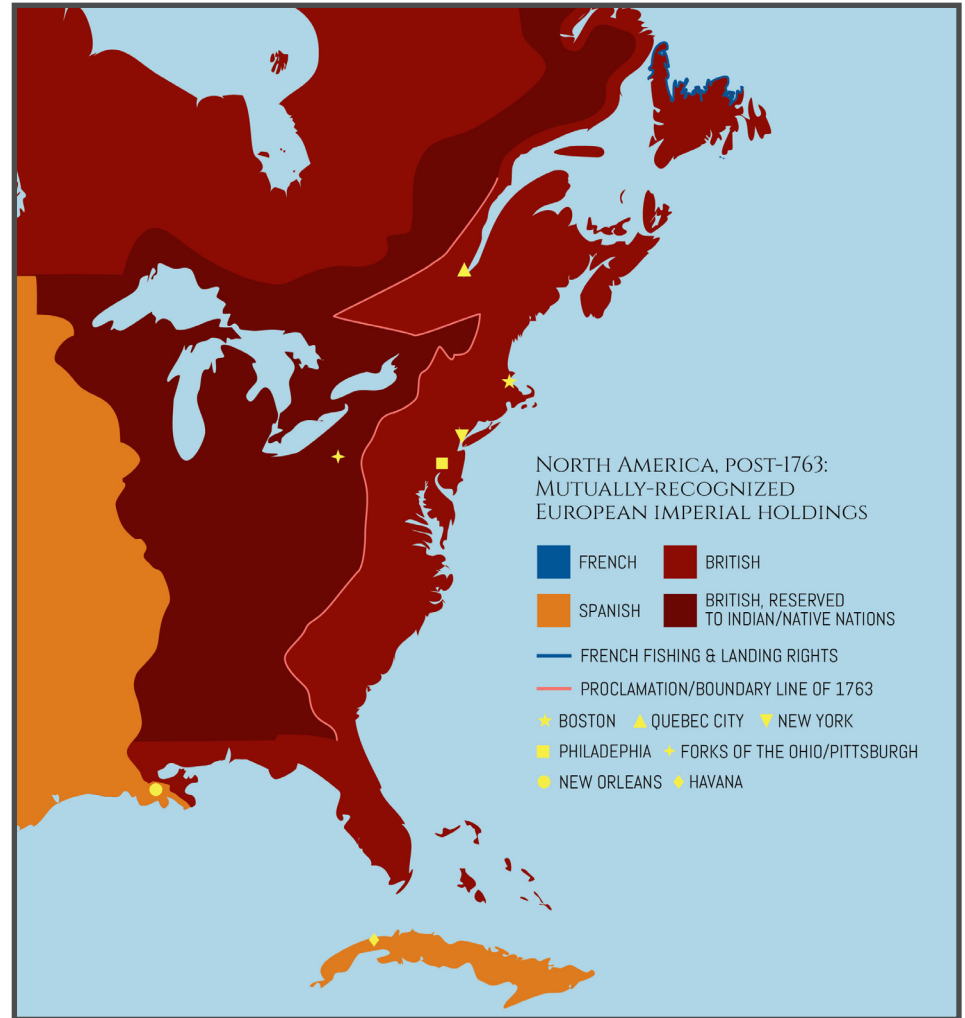 NORTH AMERICA, POST-1763:
MUTUALLY-RECOGNIZED
EUROPEAN IMPERIAL HOLDINGS
FRENCH
BRITISH
SPANISH
BRITISH, RESERVED
TO INDIAN/NATIVE NATIONS
FRENCH FISHING & LANDING RIGHTS
PROCLAMATION/BOUNDARY LINE OF 1763
BOSTON
QUEBEC CITY
NEW YORK
PHILADEPHIA
FORKS OF THE OHIO/PITTSBURGH
NEW ORLEANS
HAVANA